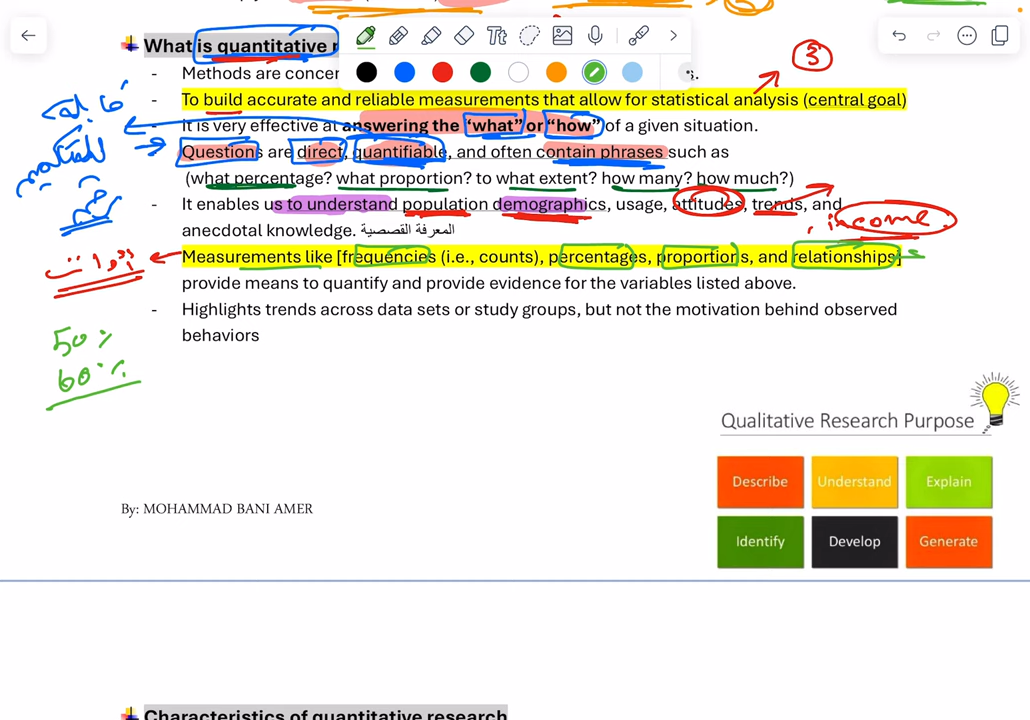 What is quantitative
③
Methods are concer
قابلة
للتكميم
To build accurate and reliable measurements that allow for statistical analysis (central goal)
It is very effective at answering the “what” or “how” of a given situation.
Questions are direct, quantifiable, and often contain phrases such as
(what percentage? what proportion? to what extent? how many? how much?)
It enables us to understand population demographics, usage, attitudes, trends, and
, income.
anecdotal knowledge. المعرفة القصصية
Measurements like [frequencies (i.e., counts), percentages, proportions, and relationships]
provide means to quantify and provide evidence for the variables listed above.
Highlights trends across data sets or study groups, but not the motivation behind observed
behaviors
50%
60%
Qualitative Research Purpose
Describe Understand Explain
By: MOHAMMAD BANI AMER
Identify Develop Generate
Characteristics of quantitative research